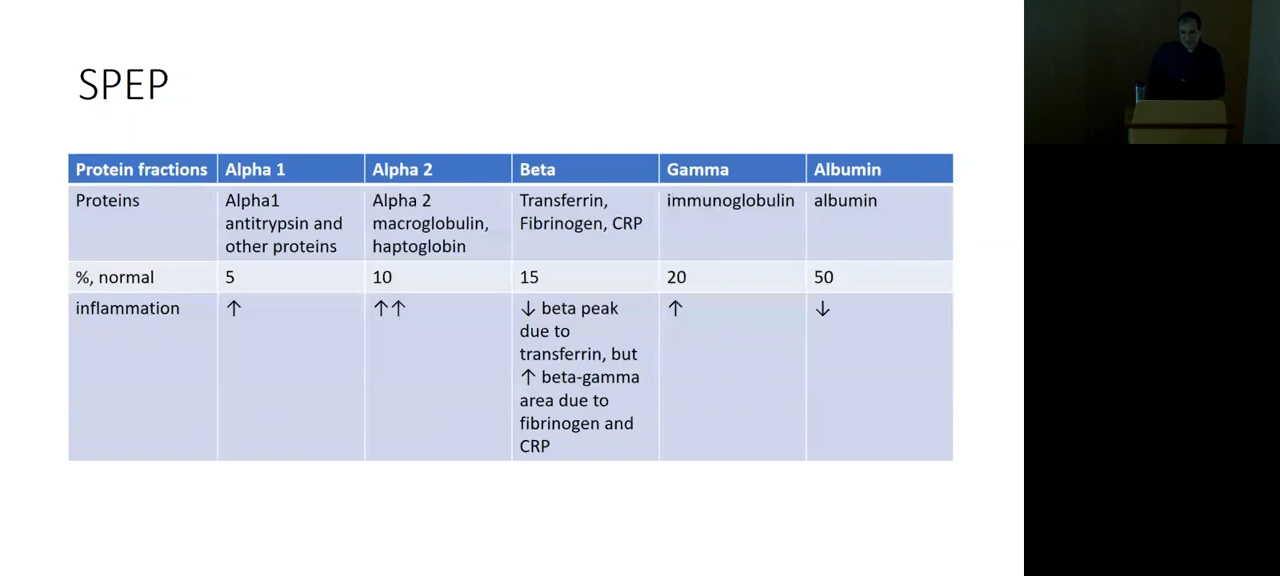 SPEP
Protein fractions Alpha 1 Alpha 2 Beta Gamma Albumin
Proteins Alpha1 Alpha 2 Transferrin, immunoglobulin albumin
antitrypsin and macroglobulin, Fibrinogen, CRP
other proteins haptoglobin
%, normal 5 10 15 20 50
inflammation ↑ ↑↑ ↓ beta peak ↑ ↓
due to
transferrin, but
↑ beta-gamma
area due to
fibrinogen and
CRP